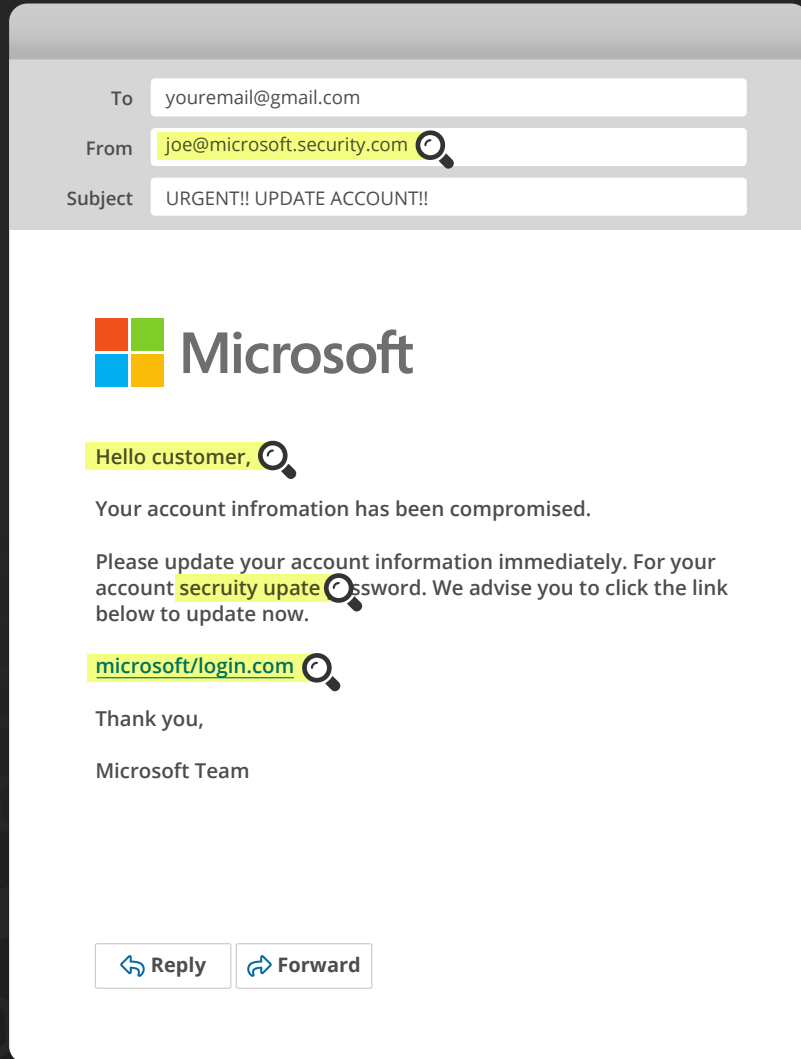 To youremail@gmail.com
From joe@microsoft.security.com
Subject URGENT!! UPDATE ACCOUNT!!
Microsoft
Hello customer,
Your account infromation has been compromised.
Please update your account information immediately. For your
account secruity upate ssword. We advise you to click the link
below to update now.
microsoft/login.com
Thank you,
Microsoft Team
Reply Forward